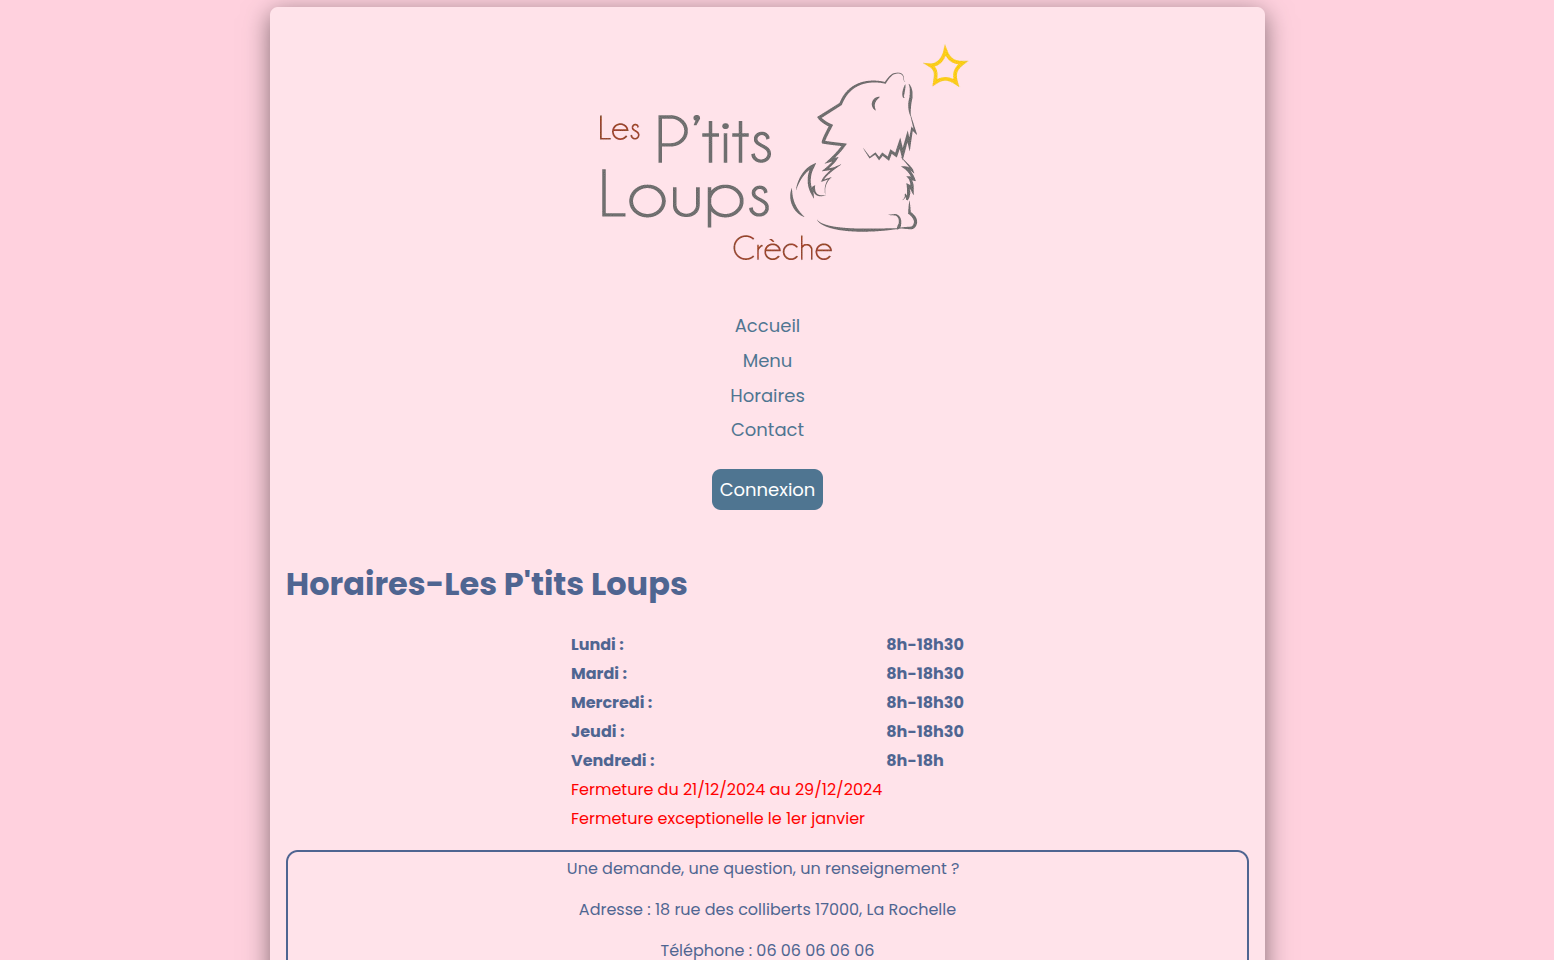 Les P'tits
Loups
Crèche
Accueil
Menu
Horaires
Contact
Connexion
Horaires-Les P'tits Loups
Lundi : 8h-18h30
Mardi : 8h-18h30
Mercredi : 8h-18h30
Jeudi : 8h-18h30
Vendredi : 8h-18h
Fermeture du 21/12/2024 au 29/12/2024
Fermeture exceptionelle le 1er janvier
Une demande, une question, un renseignement ?
Adresse : 18 rue des colliberts 17000, La Rochelle
Téléphone : 06 06 06 06 06